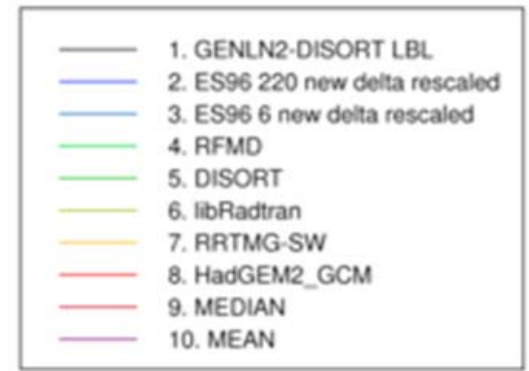 1. GENLN2-DISORT LBL
2. ES96 220 new delta rescaled
3. ES96 6 new delta rescaled
4. RFMD
5. DISORT
6. libRadtran
7. RRTMG-SW
8. HadGEM2_GCM
9. MEDIAN
10. MEAN